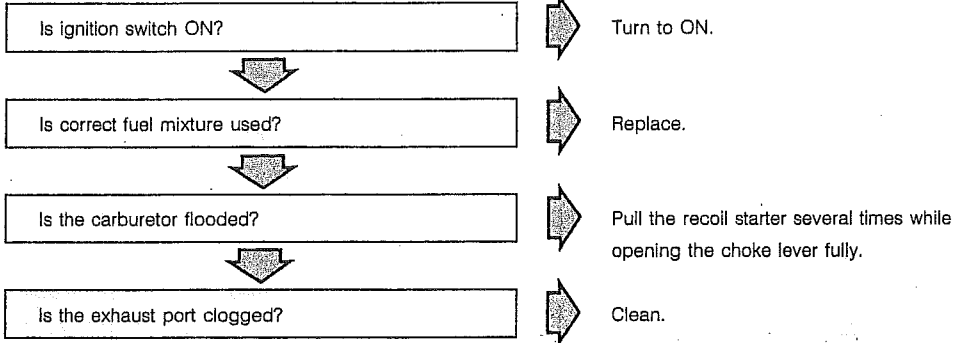 Is ignition switch ON?
Turn to ON.
Is correct fuel mixture used?
Replace.
Is the carburetor flooded?
Pull the recoil starter several times while
opening the choke lever fully.
Is the exhaust port clogged?
Clean.